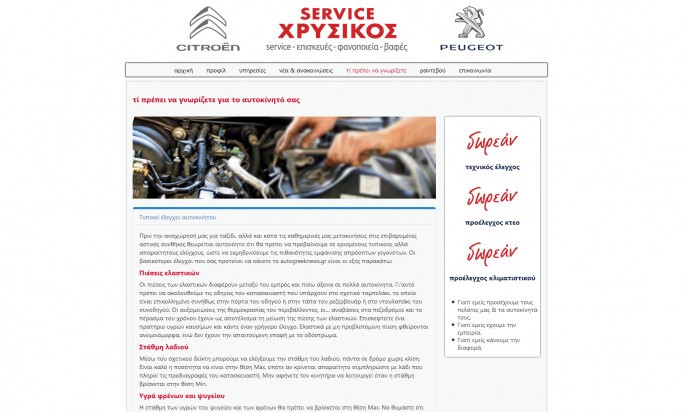 CITROËN
SERVICE
ΧΡΥΣΙΚΟΣ
service - επισκευές - φανοποιεία - βαφές
PEUGEOT
αρχική προφίλ υπηρεσίες νέα & ανακοινώσεις τί πρέπει να γνωρίζετε ραντεβού επικοινωνία
τί πρέπει να γνωρίζετε για το αυτοκίνητό σας
Τυπικοί έλεγχοι αυτοκινήτου
Πριν την αναχώρησή μας για ταξίδι, αλλά και κατά τις καθημερινές μας μετακινήσεις στις επιβαρυμένες
αστικές συνθήκες θεωρείται αυτονόητο ότι θα πρέπει να προβαίνουμε σε ορισμένους τυπικούς αλλά
απαραίτητους ελέγχους, ώστε να εκμηδενίσουμε τις πιθανότητες εμφάνισης απρόοπτων γεγονότων. Οι
βασικότεροι έλεγχοι που σας προτείνει να κάνετε το autogreeknews.gr είναι οι εξής παρακάτω:
Πιέσεις ελαστικών
Οι πιέσεις των ελαστικών διαφέρουν μεταξύ του εμπρός και πίσω άξονα σε πολλά αυτοκίνητα. Γι'αυτό
πρέπει να ακολουθούμε τις οδηγίες του κατασκευαστή που υπάρχουν στο σχετικό ταμπελάκι, το οποίο
είναι επικολλημένο συνήθως στην πόρτα του οδηγού ή στην τάπα του ρεζερβουάρ ή στο ντουλαπάκι του
συνοδηγού. Οι αυξομειώσεις της θερμοκρασίας του περιβάλλοντος, οι... αναβάσεις στα πεζοδρόμια και το
πέρασμα του χρόνου έχουν ως αποτέλεσμα τη μείωση της πίεσης των ελαστικών. Επισκεφτείτε ένα
πρατήριο υγρών καυσίμων και κάντε έναν γρήγορο έλεγχο. Ελαστικά με μη προβλεπόμενη πίεση φθείρονται
ανομοιόμορφα, ενώ δεν έχουν την απαιτούμενη επαφή με το οδόστρωμα.
Στάθμη λαδιού
Μέσω του σχετικού δείκτη μπορούμε να ελέγξουμε την στάθμη του λαδιού, πάντα σε δρόμο χωρίς κλίση.
Είναι καλό η ποσότητα να είναι στην θέση Max, οπότε αν κρίνεται απαραίτητο συμπληρώστε με λάδι που
πληροί τις προδιαγραφές του κατασκευαστή. Μην αφήνετε τον κινητήρα να λειτουργεί όταν η στάθμη
βρίσκεται στην θέση Min.
Υγρά φρένων και ψυγείου
Η στάθμη των υγρών του ψυγείου και των φρένων θα πρέπει να βρίσκεται στη θέση Max. Να θυμάστε ότι
δωρεάν
τεχνικός έλεγχος
δωρεάν
προέλεγχος κτεο
δωρεάν
προέλεγχος κλιματιστικού
Γιατί εμείς προσέχουμε τους
πελάτες μας & τα αυτοκίνητά
τους.
Γιατί εμείς έχουμε την
εμπειρία.
Γιατί εμείς κάνουμε την
διαφορά.